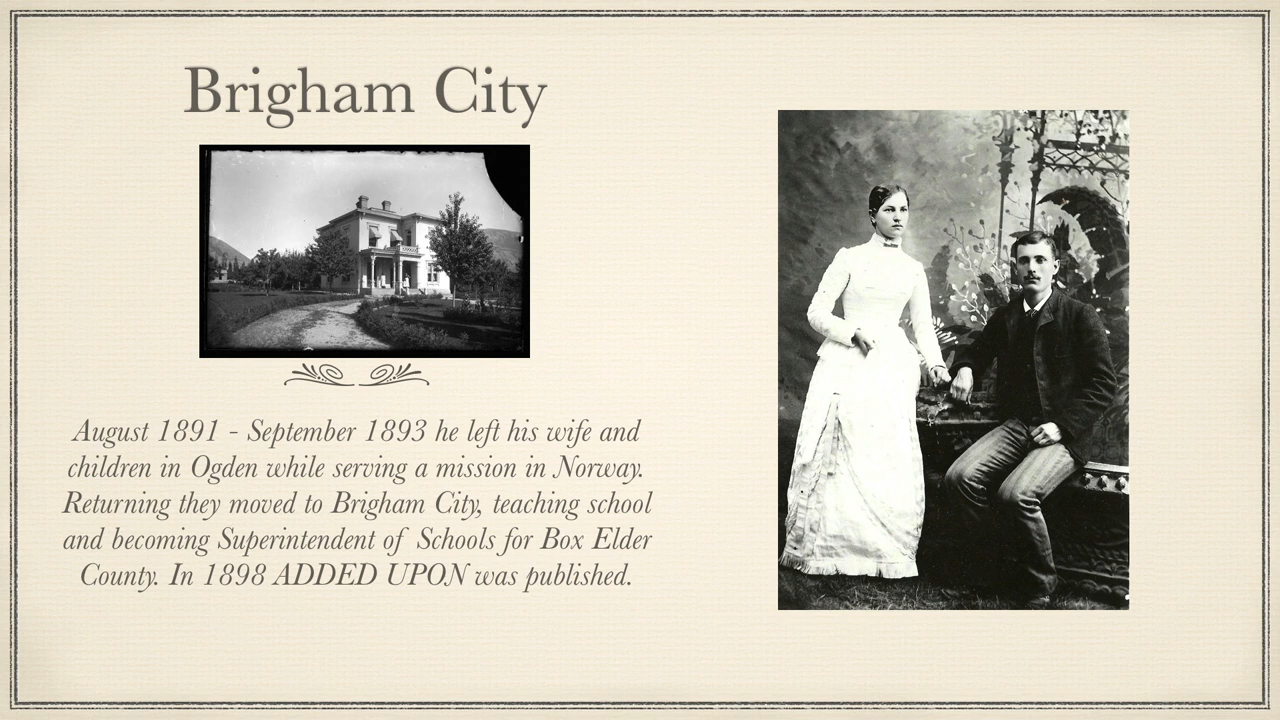 Brigham City
August 1891 - September 1893 he left his wife and
children in Ogden while serving a mission in Norway.
Returning they moved to Brigham City, teaching school
and becoming Superintendent of Schools for Box Elder
County. In 1898 ADDED UPON was published.